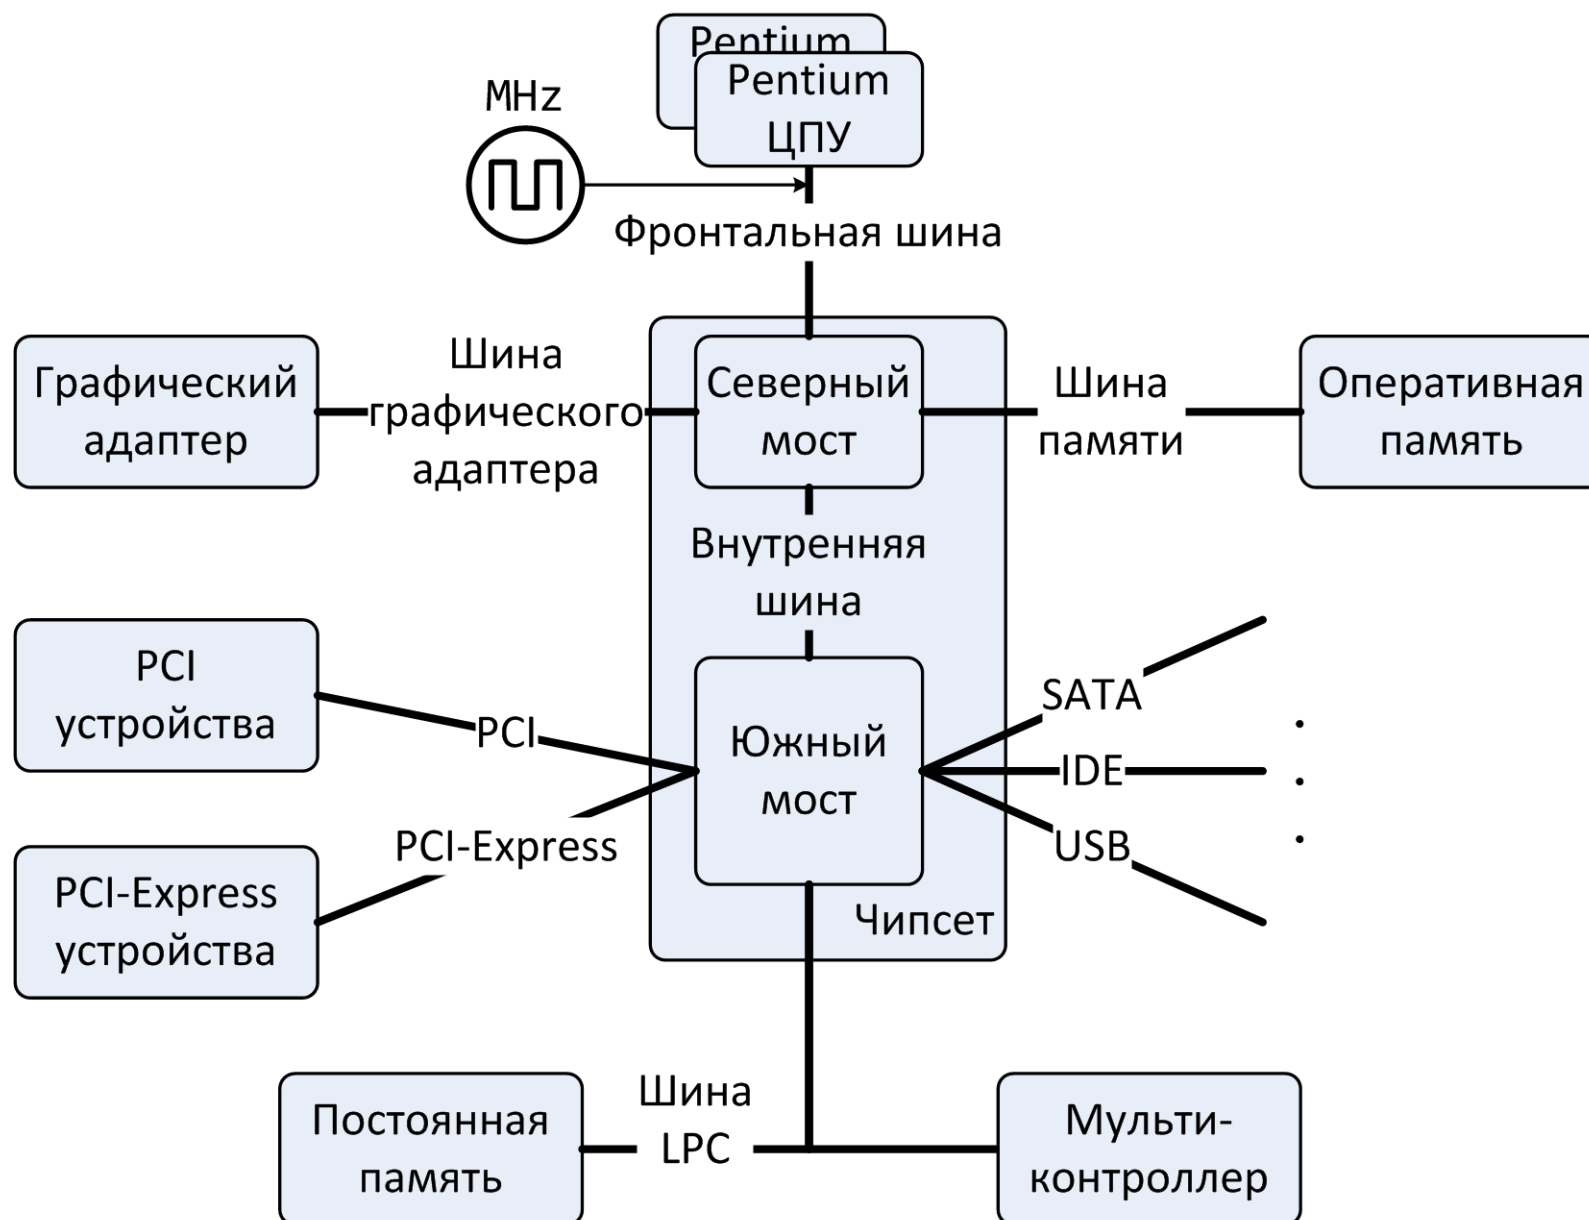 Pentium
MHz
Pentium
ЦПУ
Фронтальная шина
Графический
адаптер
Шина
графического
адаптера
Северный
мост
Шина
памяти
Оперативная
память
Внутренняя
шина
PCI
устройства
PCI
Южный
мост
SATA
IDE
USB
PCI-Express
PCI-Express
устройства
Чипсет
Постоянная
память
Шина
LPC
Мульти-
контроллер